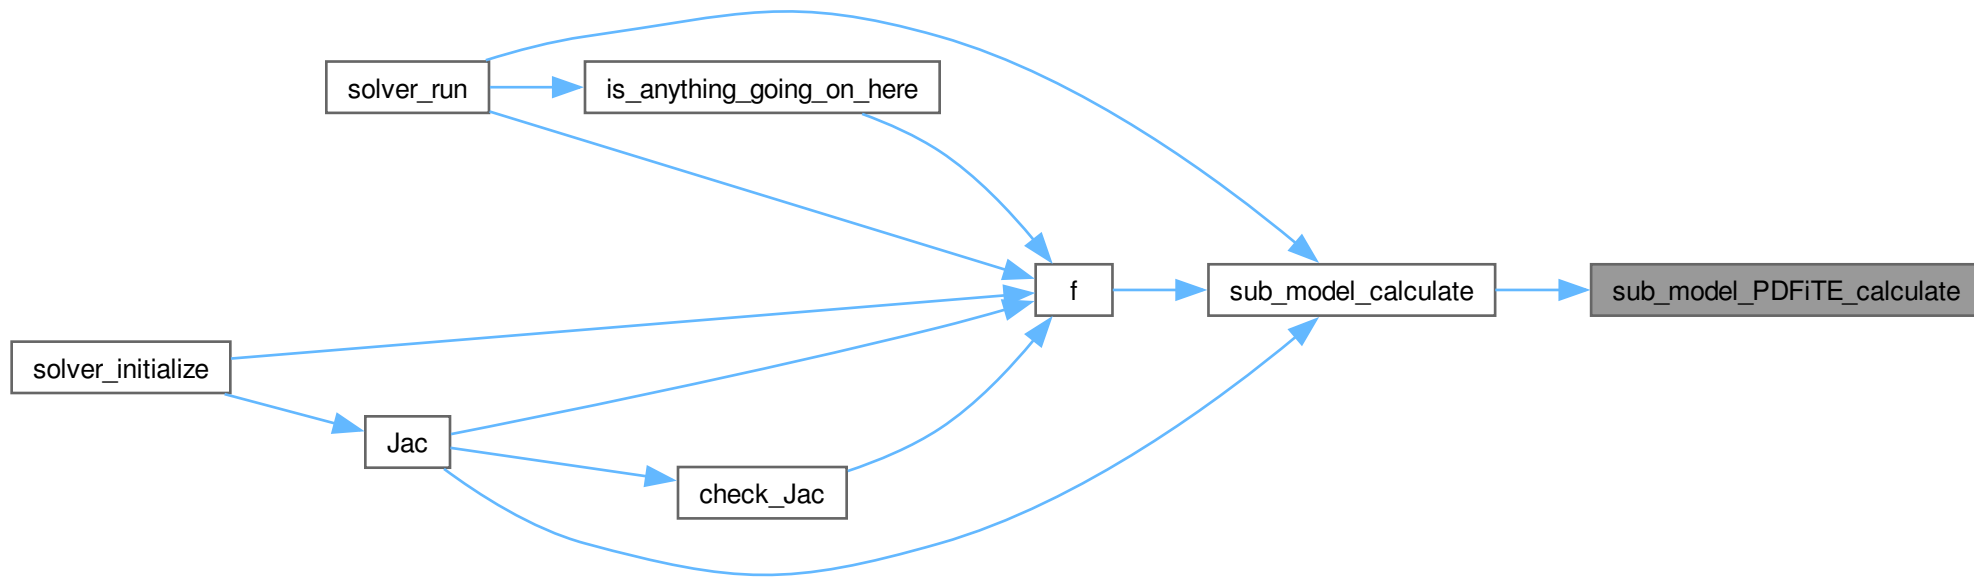 solver_run
is_anything_going_on_here
f
sub_model_calculate
sub_model_PDFiTE_calculate
solver_initialize
Jac
check_Jac